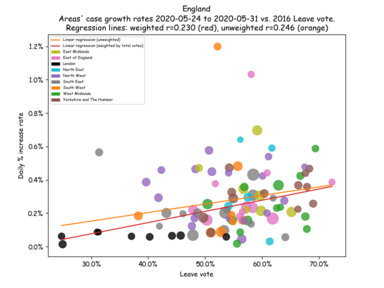 England
Areas' case growth rates 2020-05-24 to 2020-05-31 vs. 2016 Leave vote.
Regression lines: weighted r=0.230 (red), unweighted r=0.246 (orange)
Linear regression (unweighted)
Linear regression (weighted by total votes)
East Midlands
East of England
London
North East
North West
South East
South West
West Midlands
Yorkshire and The Humber
Daily % increase rate
1.2%
1.0%
0.8%
0.6%
0.4%
0.2%
0.0%
30.0%
40.0%
50.0%
60.0%
70.0%
Leave vote